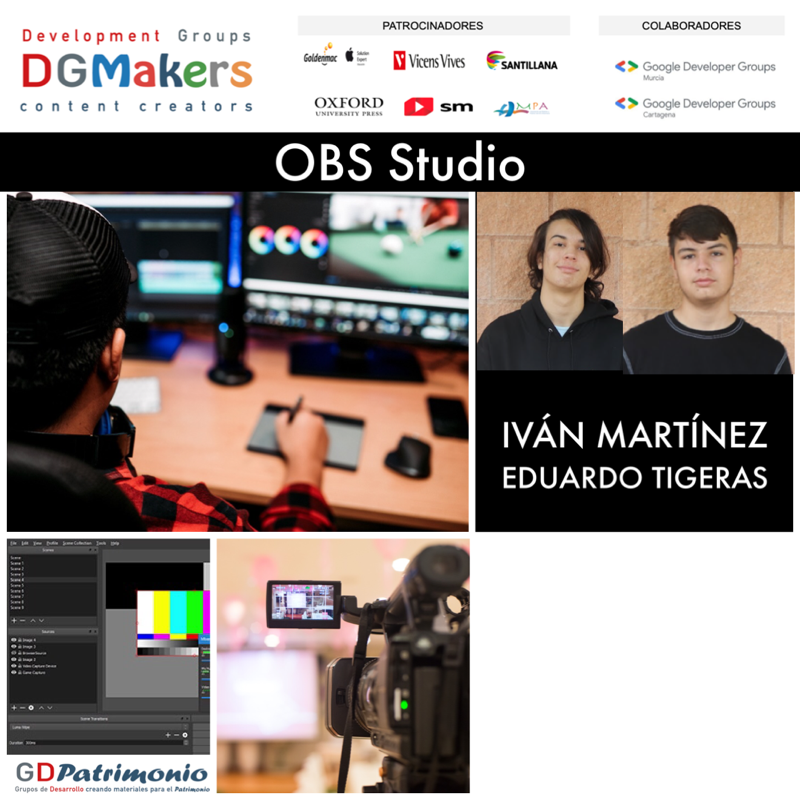 Development Groups
DGMakers
content creators
PATROCINADORES
Goldenmac
Solution Expert
Vicens Vives
SANTILLANA
OXFORD
UNIVERSITY PRESS
sm
AMPA
COLABORADORES
Google Developer Groups
Murcia
Google Developer Groups
Cartagena
OBS Studio
IVÁN MARTÍNEZ
EDUARDO TIGERAS
File Edit View Profile Scene Collection Tools Help
Scenes
Scene
Scene 1
Scene 2
Scene 3
Scene 4
Scene 5
Scene 6
Scene 7
Scene 8
Scene 9
Sources
Image 4
Image 3
BrowserSource
Image 2
Video Capture Device
Game Capture
Scene Transitions
Luma Wipe
Duration
GDPatrimonio
Grupos de Desarrollo creando materiales para el Patrimonio